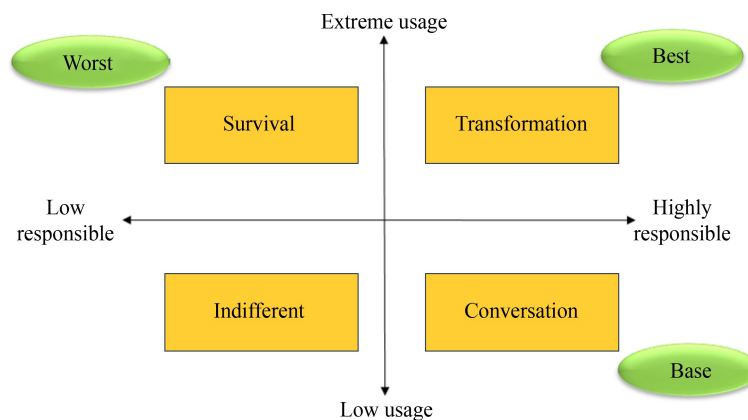 Extreme usage
Worst
Best
Survival
Transformation
Low
responsible
Highly
responsible
Indifferent
Conversation
Base
Low usage